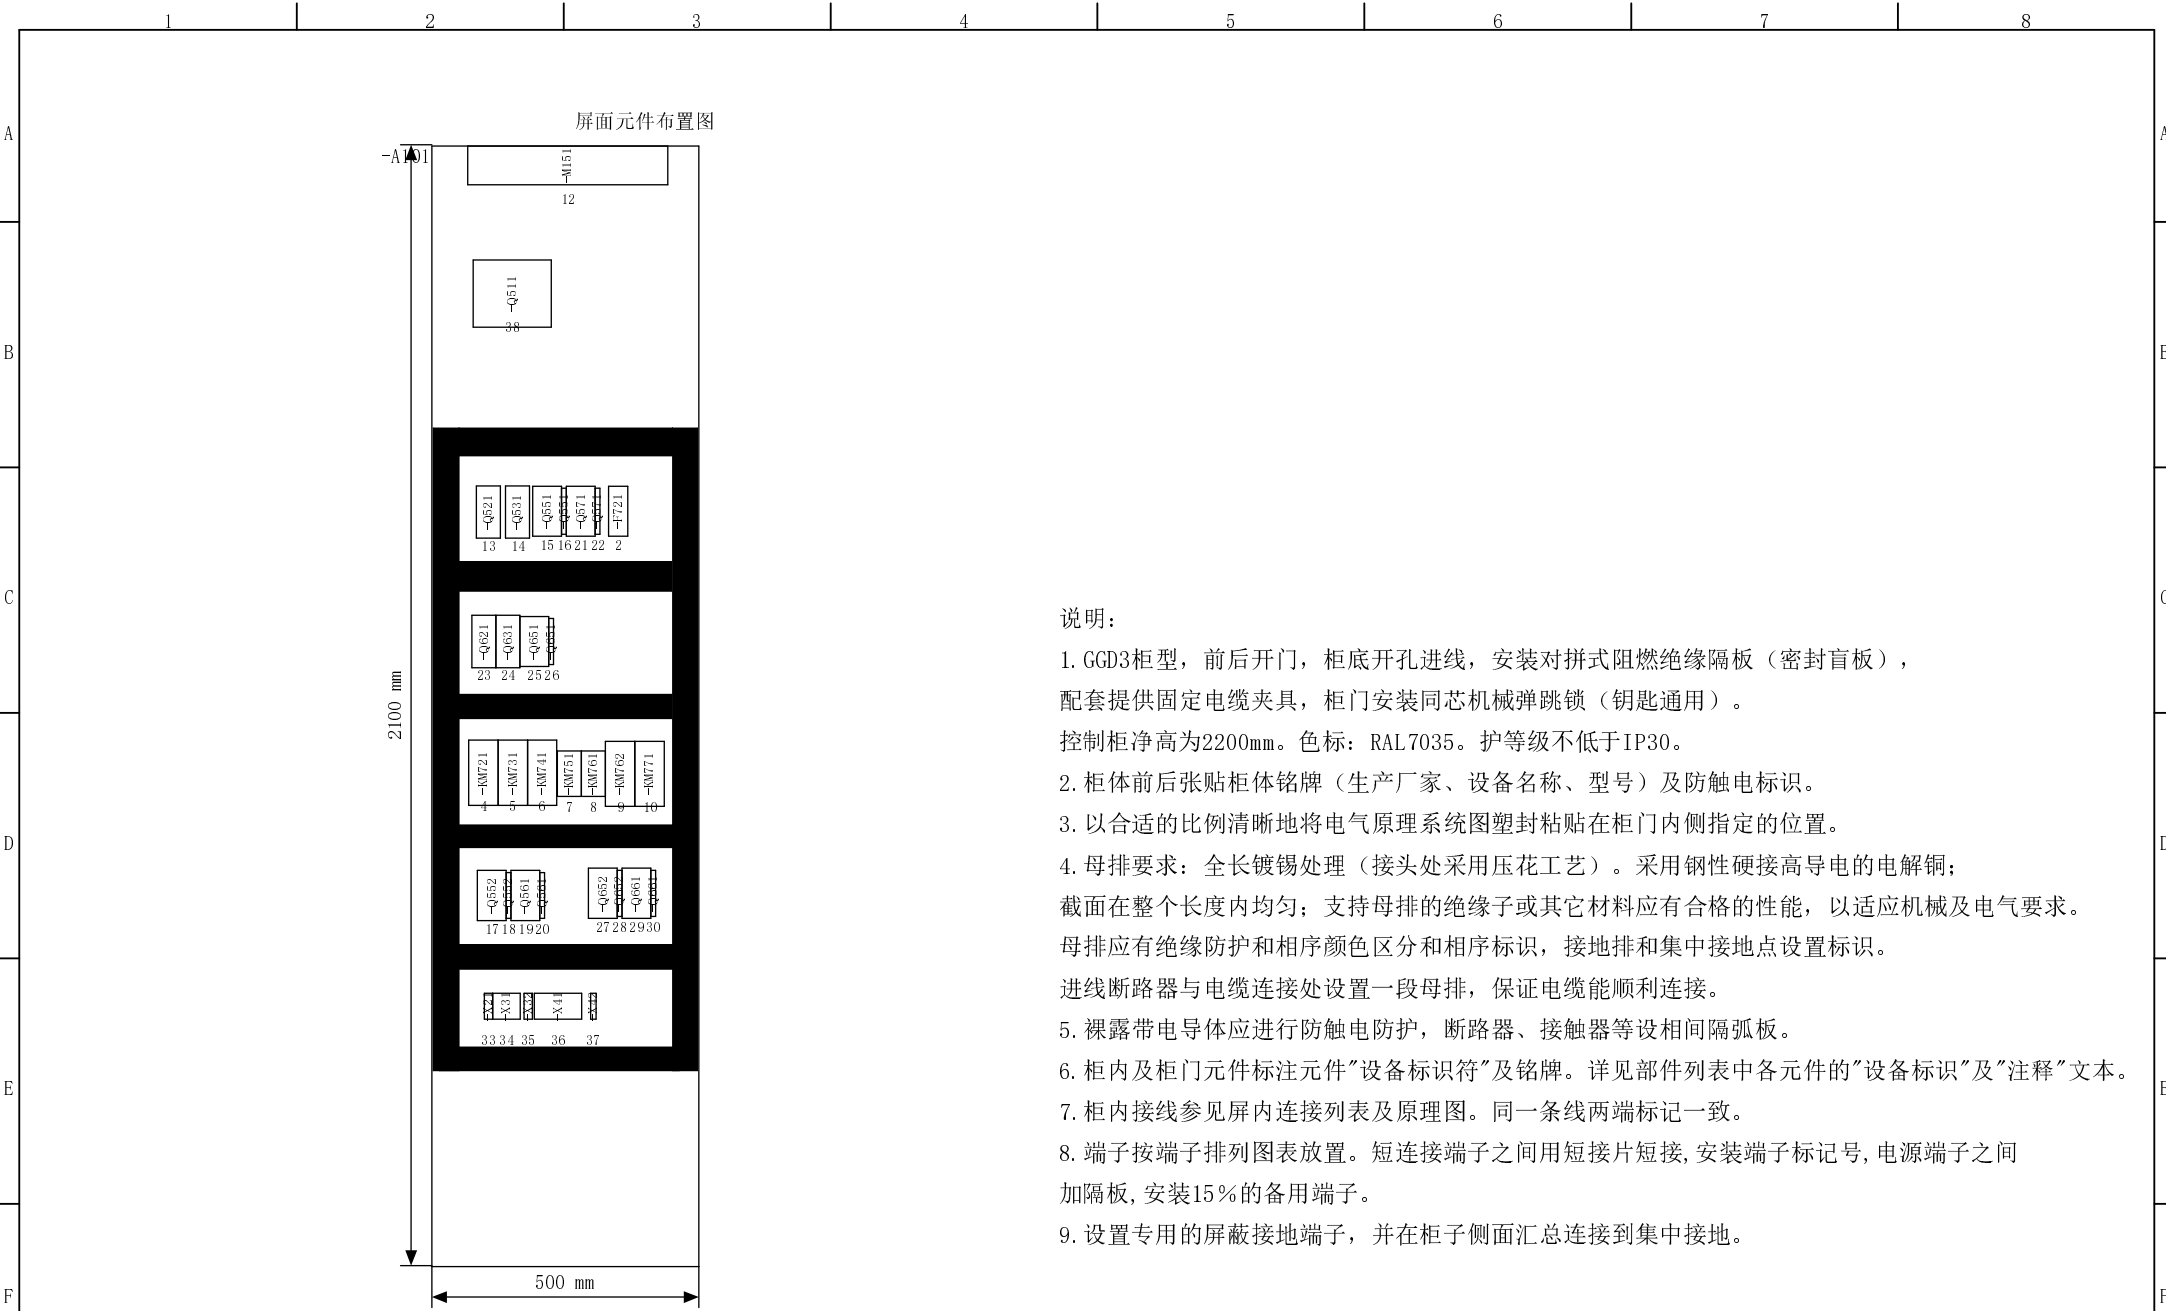 1 2 3 4 5 6 7 8
屏面元件布置图
A
-A101
-M151
12
-Q511
38
B
-Q521 -Q531 -Q551 -Q551 -Q571 -Q571 -F721
13 14 15 16 21 22 2
C
-Q621 -Q631 -Q651 -Q651
23 24 25 26
2100 mm
-KM721 -KM731 -KM741 -KM751 -KM761 -KM762 -KM771
4 5 6 7 8 9 10
D
-Q552 -Q552 -Q561 -Q561 -Q652 -Q652 -Q661 -Q661
17 18 19 20 27 28 29 30
-X21 -X31 -X32 -X41 -X42
33 34 35 36 37
E
500 mm
F
说明:
1.GGD3柜型，前后开门，柜底开孔进线，安装对拼式阻燃绝缘隔板（密封盲板），
配套提供固定电缆夹具，柜门安装同芯机械弹跳锁（钥匙通用）。
控制柜净高为2200mm。色标: RAL7035。护等级不低于IP30。
2.柜体前后张贴柜体铭牌（生产厂家、设备名称、型号）及防触电标识。
3.以合适的比例清晰地将电气原理系统图塑封粘贴在柜门内侧指定的位置。
4.母排要求: 全长镀锡处理（接头处采用压花工艺）。采用钢性硬接高导电的电解铜;
截面在整个长度内均匀; 支持母排的绝缘子或其它材料应有合格的性能，以适应机械及电气要求。
母排应有绝缘防护和相序颜色区分和相序标识，接地排和集中接地点设置标识。
进线断路器与电缆连接处设置一段母排，保证电缆能顺利连接。
5.裸露带电导体应进行防触电防护，断路器、接触器等设相间隔弧板。
6.柜内及柜门元件标注元件"设备标识符"及铭牌。详见部件列表中各元件的"设备标识"及"注释"文本。
7.柜内接线参见屏内连接列表及原理图。同一条线两端标记一致。
8.端子按端子排列图表放置。短连接端子之间用短接片短接,安装端子标记号,电源端子之间
加隔板,安装15%的备用端子。
9.设置专用的屏蔽接地端子，并在柜子侧面汇总连接到集中接地。
A
B
C
D
E
F